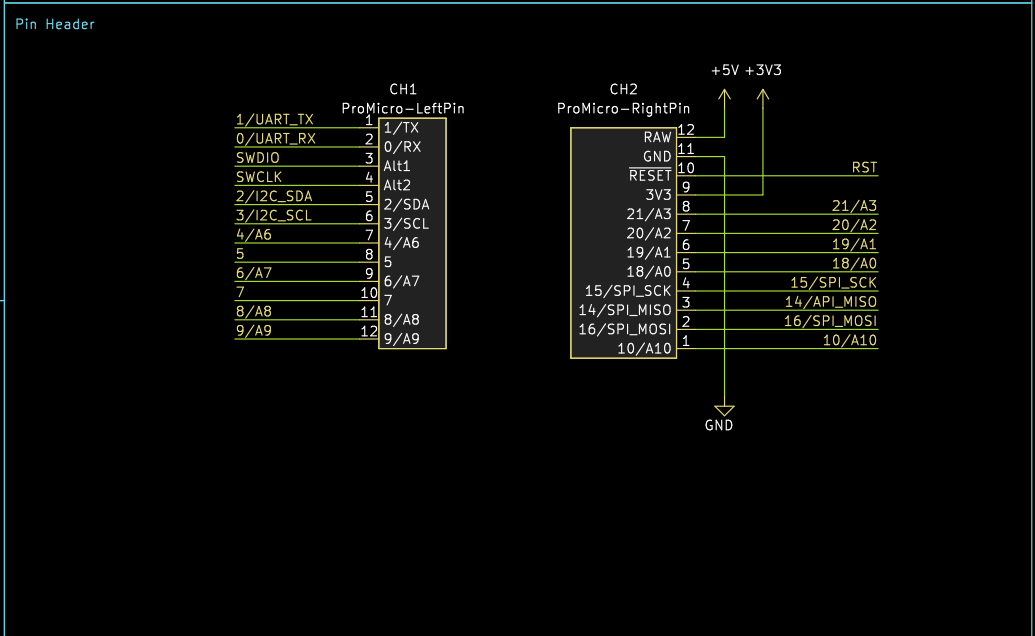 Pin Header
CH1
ProMicro-LeftPin
1/UART_TX 1 1/TX
0/UART_RX 2 0/RX
SWDIO 3 Alt1
SWCLK 4 Alt2
2/I2C_SDA 5 2/SDA
3/I2C_SCL 6 3/SCL
4/A6 7 4/A6
5 8 5
6/A7 9 6/A7
7 10 7
8/A8 11 8/A8
9/A9 12 9/A9
+5V +3V3
CH2
ProMicro-RightPin
RAW 12
GND 11
RESET 10 RST
3V3 9
21/A3 8 21/A3
20/A2 7 20/A2
19/A1 6 19/A1
18/A0 5 18/A0
15/SPI_SCK 4 15/SPI_SCK
14/SPI_MISO 3 14/API_MISO
16/SPI_MOSI 2 16/SPI_MOSI
10/A10 1 10/A10
GND